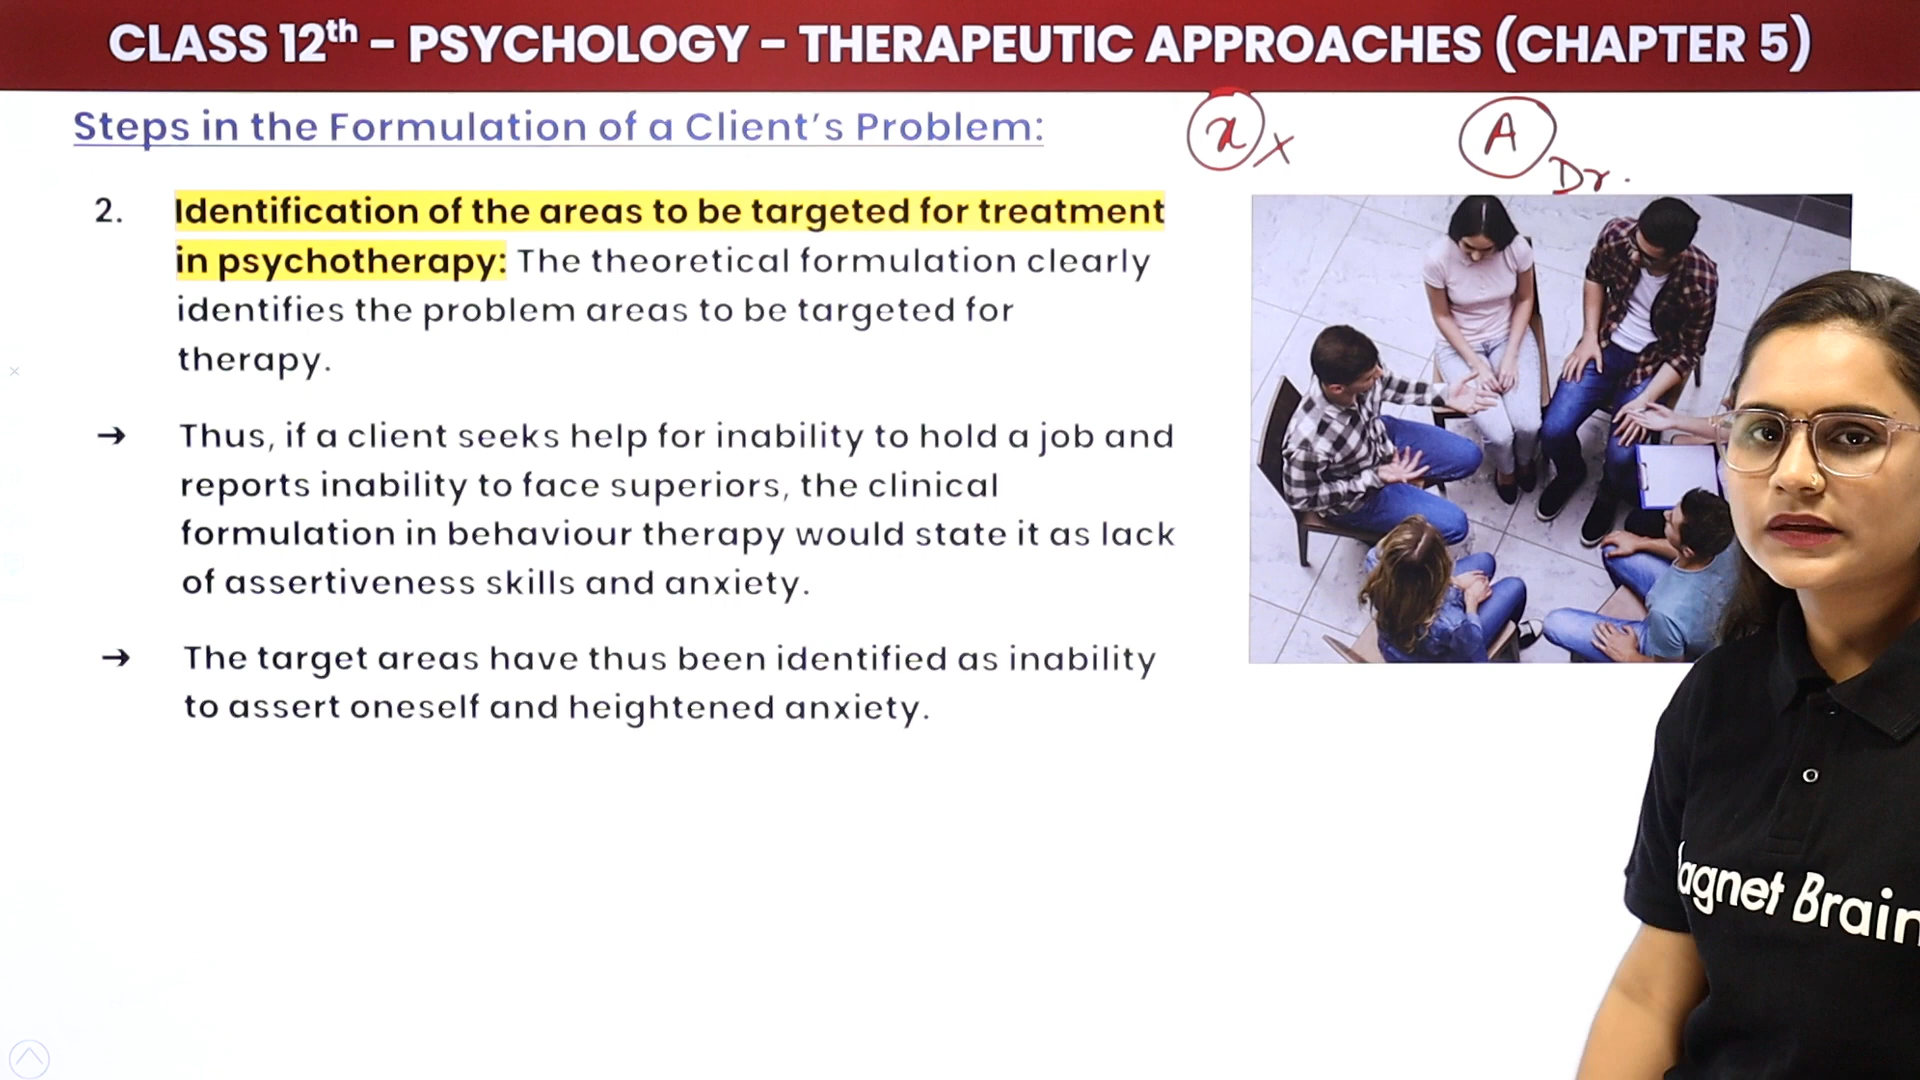 CLASS 12th – PSYCHOLOGY – THERAPEUTIC APPROACHES (CHAPTER 5)
Steps in the Formulation of a Client's Problem:
x x
A
Dr.
2. Identification of the areas to be targeted for treatment
in psychotherapy: The theoretical formulation clearly
identifies the problem areas to be targeted for
therapy.
→ Thus, if a client seeks help for inability to hold a job and
reports inability to face superiors, the clinical
formulation in behaviour therapy would state it as lack
of assertiveness skills and anxiety.
→ The target areas have thus been identified as inability
to assert oneself and heightened anxiety.
agnet Brain